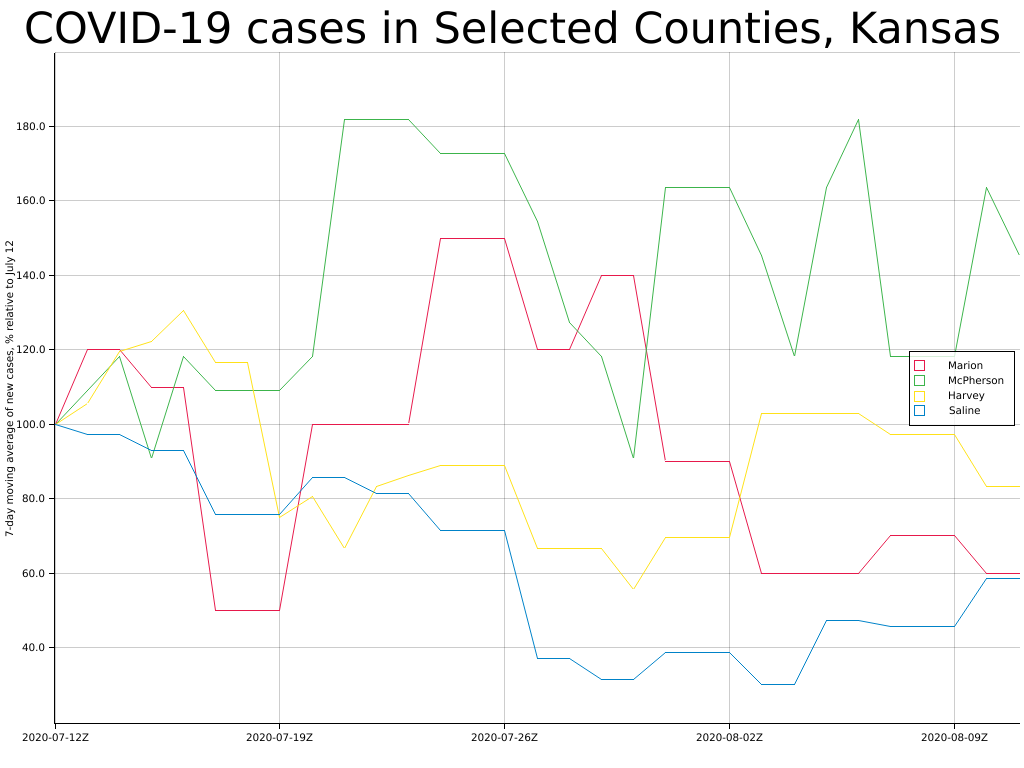 COVID-19 cases in Selected Counties, Kansas
7-day moving average of new cases, % relative to July 12
180.0
160.0
140.0
120.0
100.0
80.0
60.0
40.0
Marion
McPherson
Harvey
Saline
2020-07-12Z
2020-07-19Z
2020-07-26Z
2020-08-02Z
2020-08-09Z